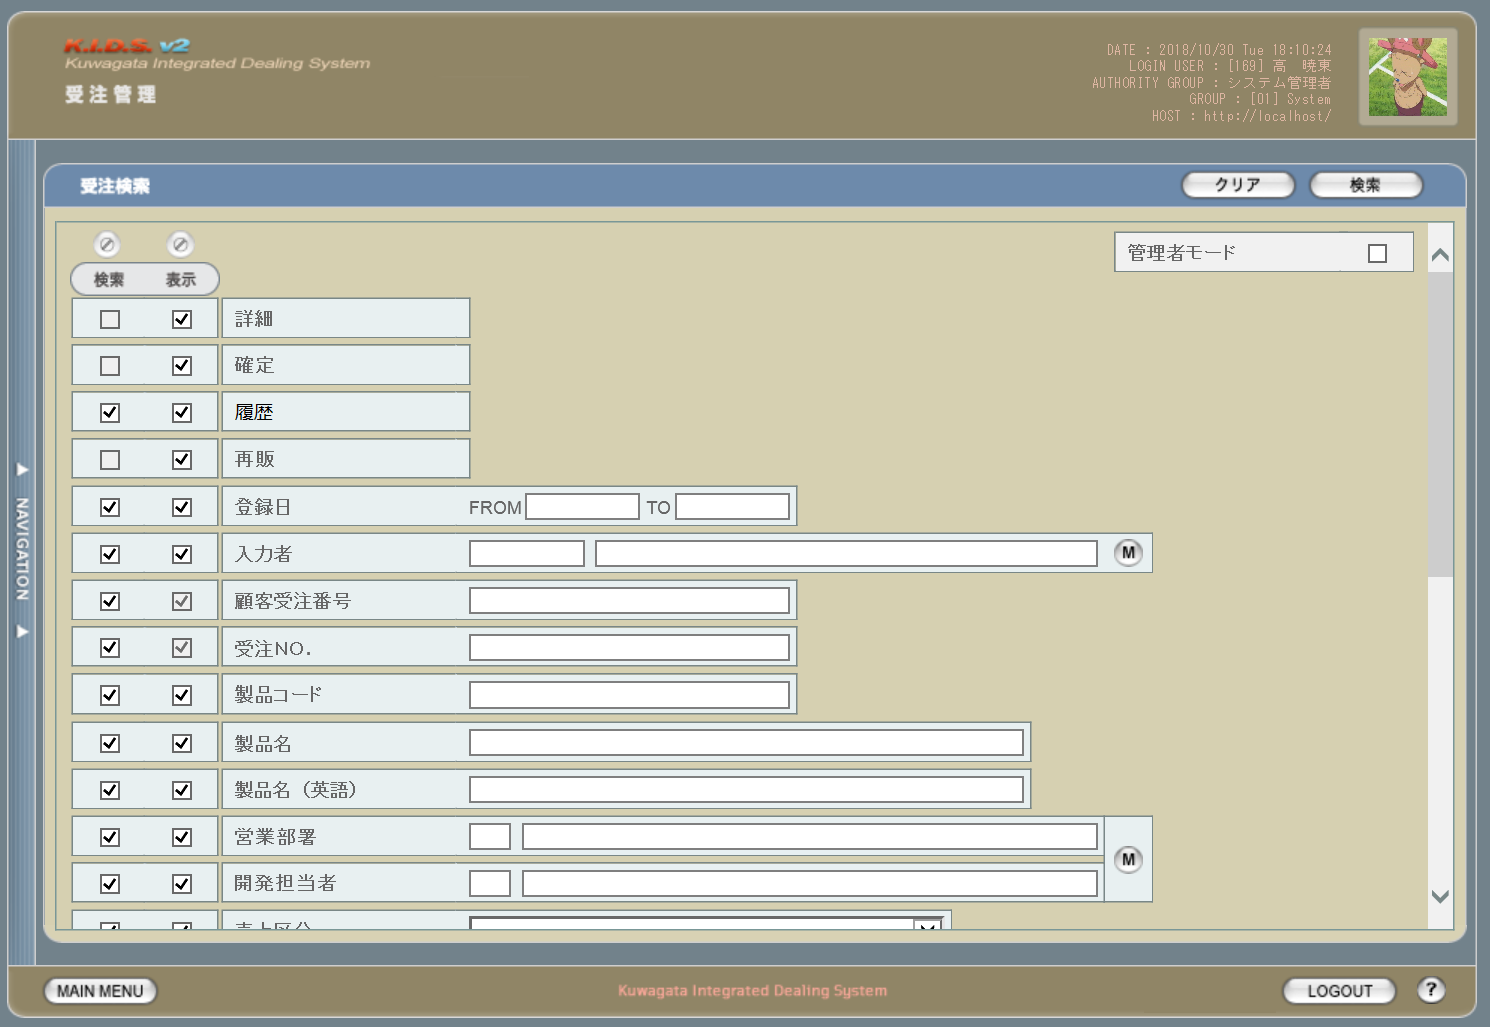 K.I.D.S. v2
Kuwagata Integrated Dealing System
受注管理
DATE : 2018/10/30 Tue 18:10:24
LOGIN USER : [169] 高　暁東
AUTHORITY GROUP : システム管理者
GROUP : [01] System
HOST : http://localhost/
受注検索
クリア
検索
管理者モード
検索 表示
詳細
確定
履歴
再販
登録日 FROM TO
入力者 M
顧客受注番号
受注NO.
製品コード
製品名
製品名（英語）
営業部署
M
開発担当者
売上区分
NAVIGATION
MAIN MENU
Kuwagata Integrated Dealing System
LOGOUT
?